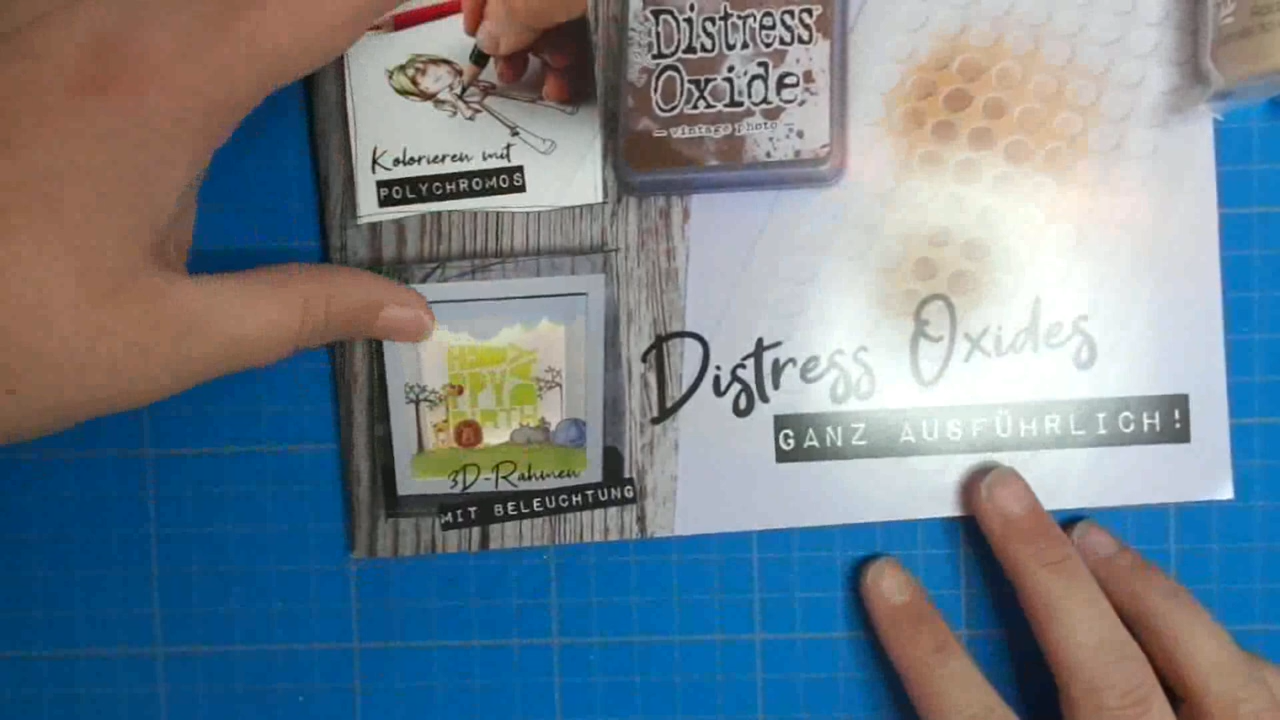 Kolorieren mit
POLYCHROMOS
3D-Rahmen
MIT BELEUCHTUNG
Distress
Oxide
— vintage photo —
Distress Oxides
GANZ AUSFÜHRLICH!